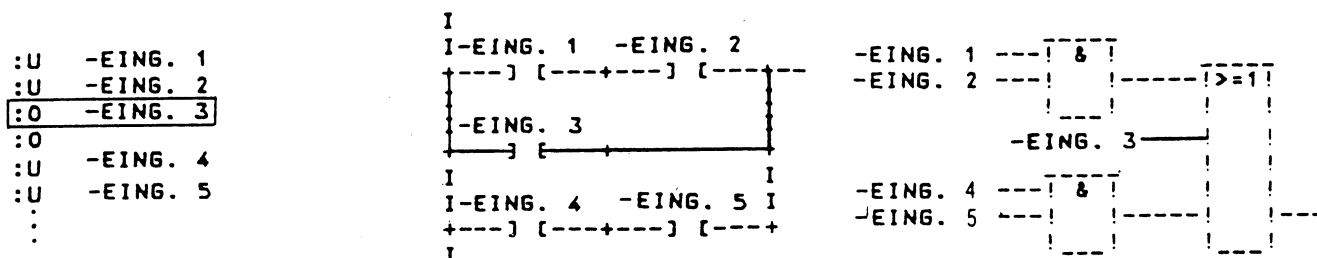 :U -EING. 1
:U -EING. 2
:O -EING. 3
:O
:U -EING. 4
:U -EING. 5
I
I-EING. 1 -EING. 2
+---] [---+---] [---+---
I-EING. 3
+---] [---+
I
I-EING. 4 -EING. 5 I
+---] [---+---] [---+
I
-EING. 1 ---! & !
-EING. 2 ---! !------! >=1 !
-EING. 3
-EING. 4 ---! & !
-EING. 5 ---! !------! !---